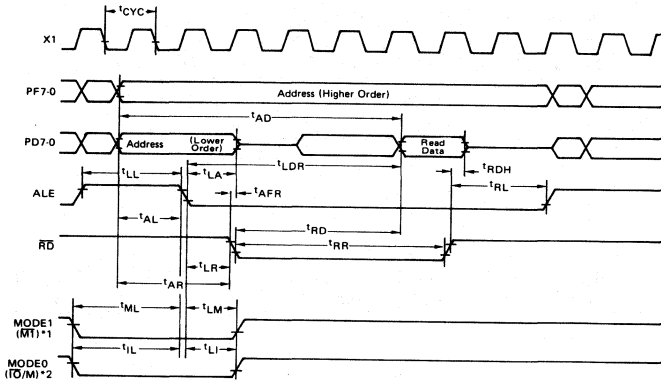 tCYC
X1
PF7-0
Address (Higher Order)
tAD
PD7-0
Address (Lower Order)
Read Data
tLDR
tLL
tLA
tRDH
tAFR
tRL
ALE
tAL
tRD
tRR
RD
tLR
tAR
tML
tLM
MODE1
(M1)*1
tIL
tLI
MODE0
(IO/M)*2